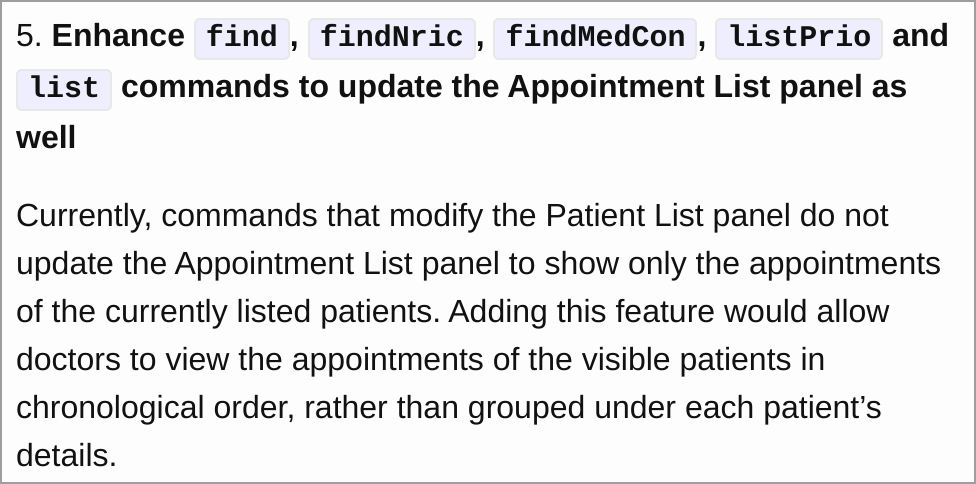 5. Enhance find, findNric, findMedCon, listPrio and
list commands to update the Appointment List panel as
well
Currently, commands that modify the Patient List panel do not
update the Appointment List panel to show only the appointments
of the currently listed patients. Adding this feature would allow
doctors to view the appointments of the visible patients in
chronological order, rather than grouped under each patient’s
details.